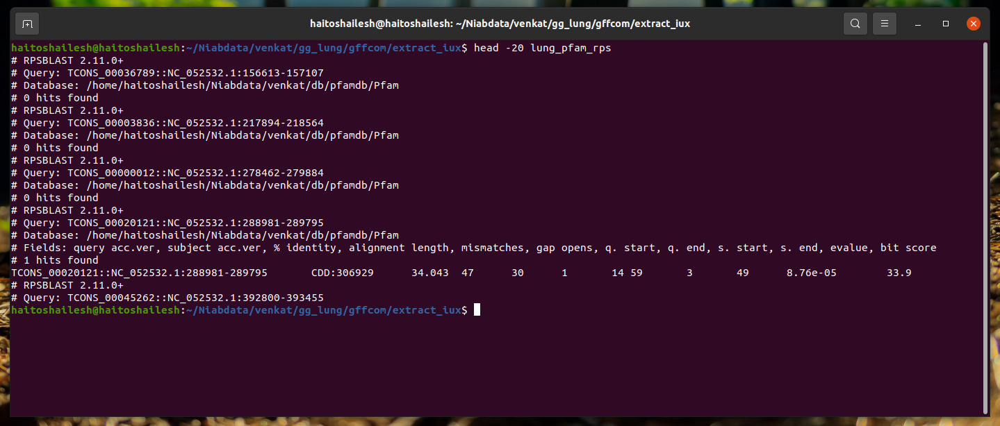 haitoshailesh@haitoshailesh: ~/Niabdata/venkat/gg_lung/gffcom/extract_iux
haitoshailesh@haitoshailesh:~/Niabdata/venkat/gg_lung/gffcom/extract_iux$ head -20 lung_pfam_rps
# RPSBLAST 2.11.0+
# Query: TCONS_00036789::NC_052532.1:156613-157107
# Database: /home/haitoshailesh/Niabdata/venkat/db/pfamdb/Pfam
# 0 hits found
# RPSBLAST 2.11.0+
# Query: TCONS_00003836::NC_052532.1:217894-218564
# Database: /home/haitoshailesh/Niabdata/venkat/db/pfamdb/Pfam
# 0 hits found
# RPSBLAST 2.11.0+
# Query: TCONS_00000012::NC_052532.1:278462-279884
# Database: /home/haitoshailesh/Niabdata/venkat/db/pfamdb/Pfam
# 0 hits found
# RPSBLAST 2.11.0+
# Query: TCONS_00020121::NC_052532.1:288981-289795
# Database: /home/haitoshailesh/Niabdata/venkat/db/pfamdb/Pfam
# Fields: query acc.ver, subject acc.ver, % identity, alignment length, mismatches, gap opens, q. start, q. end, s. start, s. end, evalue, bit score
# 1 hits found
TCONS_00020121::NC_052532.1:288981-289795	CDD:306929	34.043	47	30	1	14	59	3	49	8.76e-05	33.9
# RPSBLAST 2.11.0+
# Query: TCONS_00045262::NC_052532.1:392800-393455
haitoshailesh@haitoshailesh:~/Niabdata/venkat/gg_lung/gffcom/extract_iux$